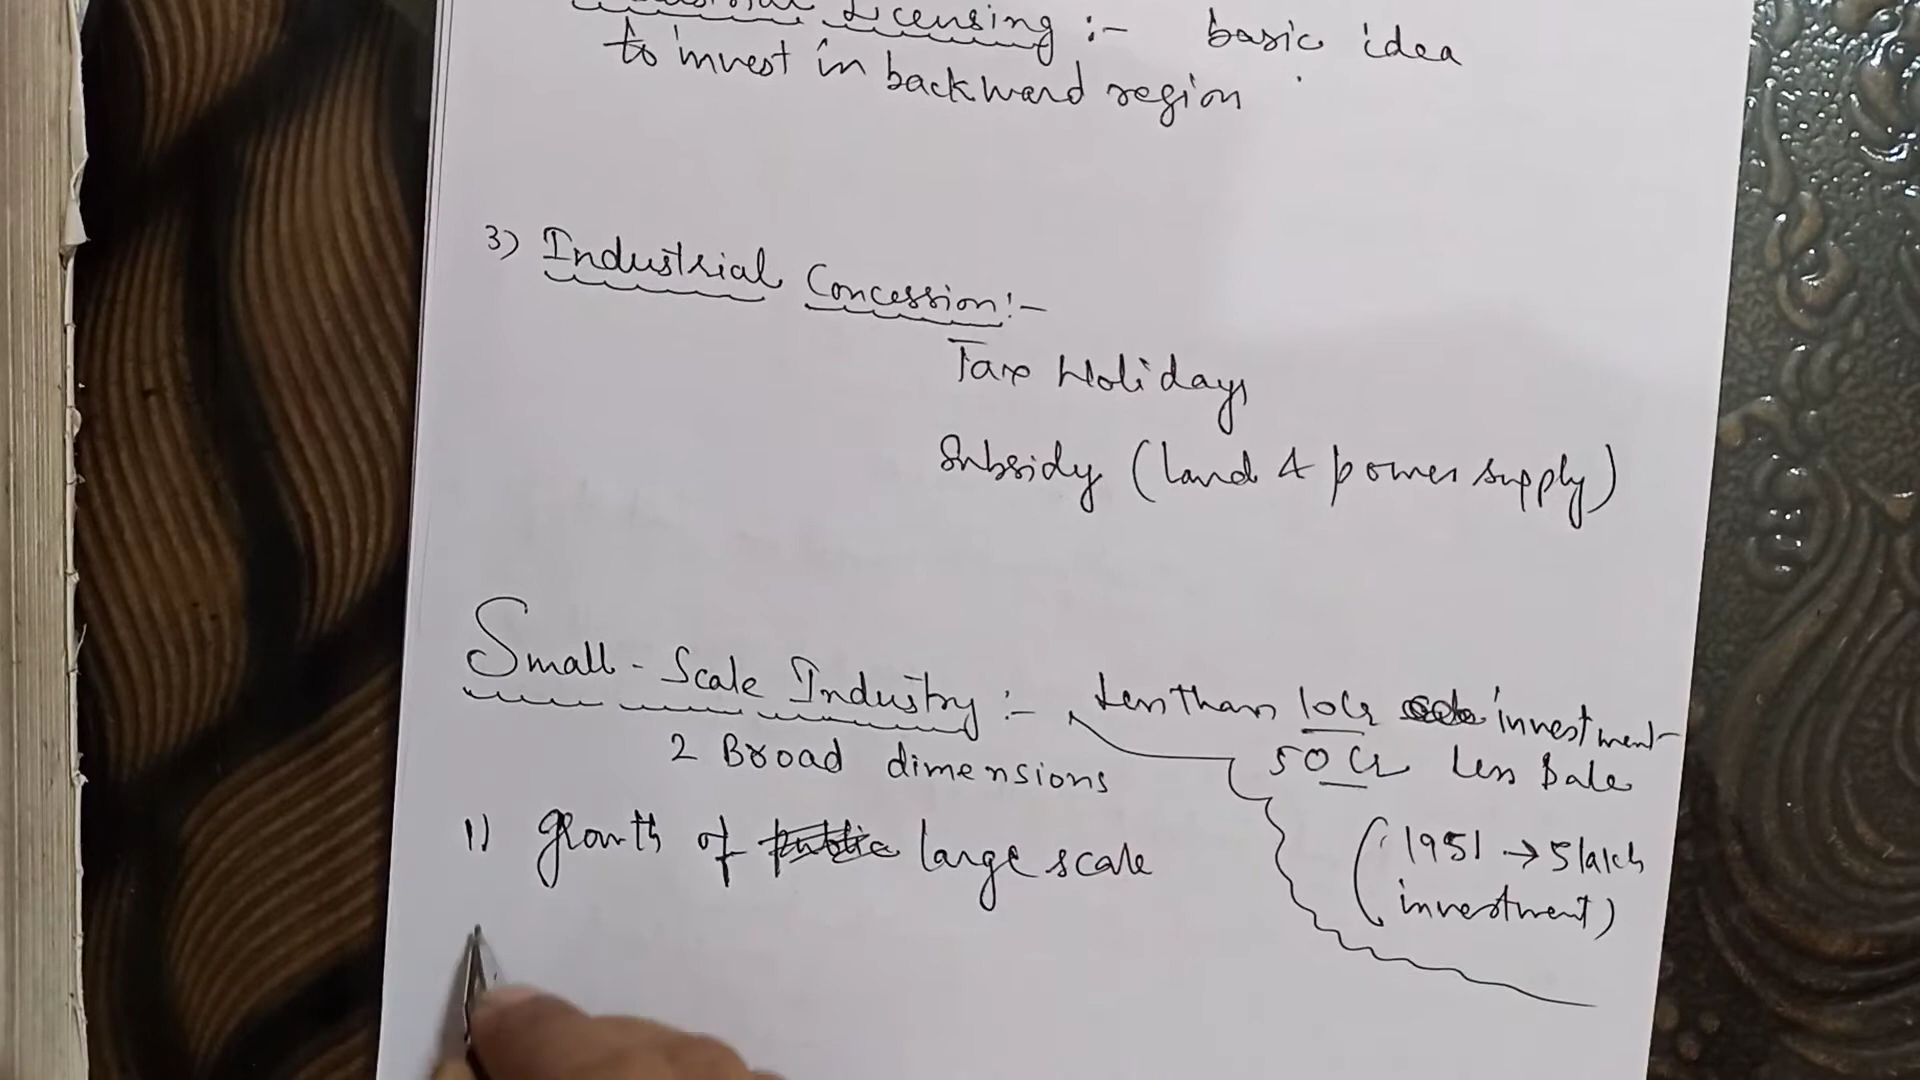 Licensing :- basic idea
to invest in backward region
3) Industrial Concession :-
Tax Holidays
Subsidy (land & power supply)
Small-Scale Industry :- Less Than 10Cr investment
50 Cr Less Sale
2 Broad dimensions
(1951 → 5 lakh
investment)
1) Growth of large scale